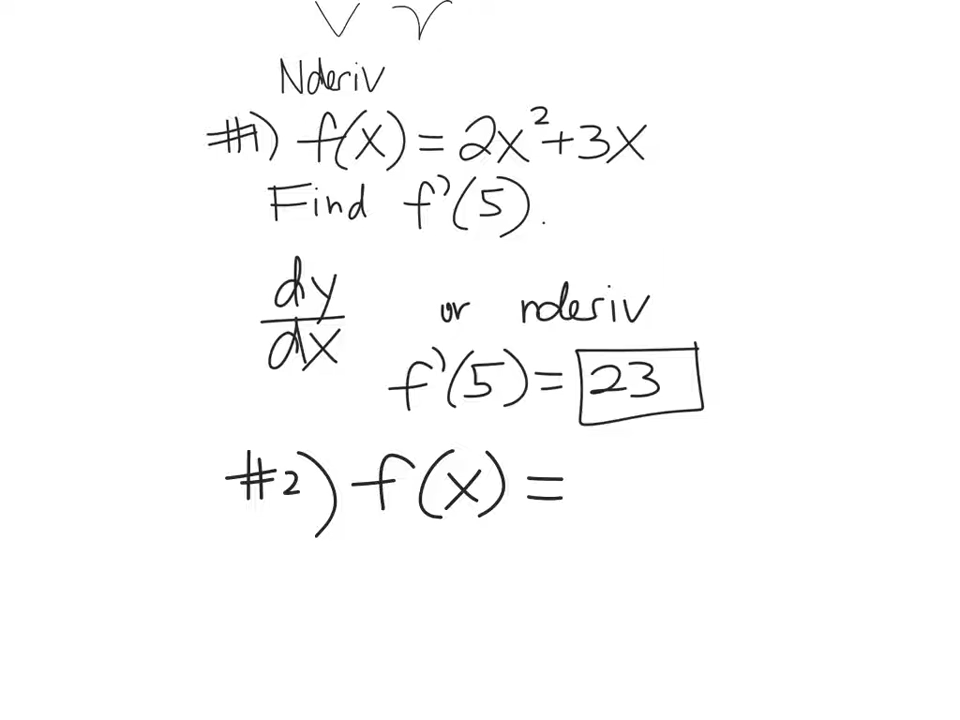 Nderiv
#1) f(x) = 2x²+3x
Find f'(5).
dy/dx or nderiv
f'(5) = 23
#2) f(x) =